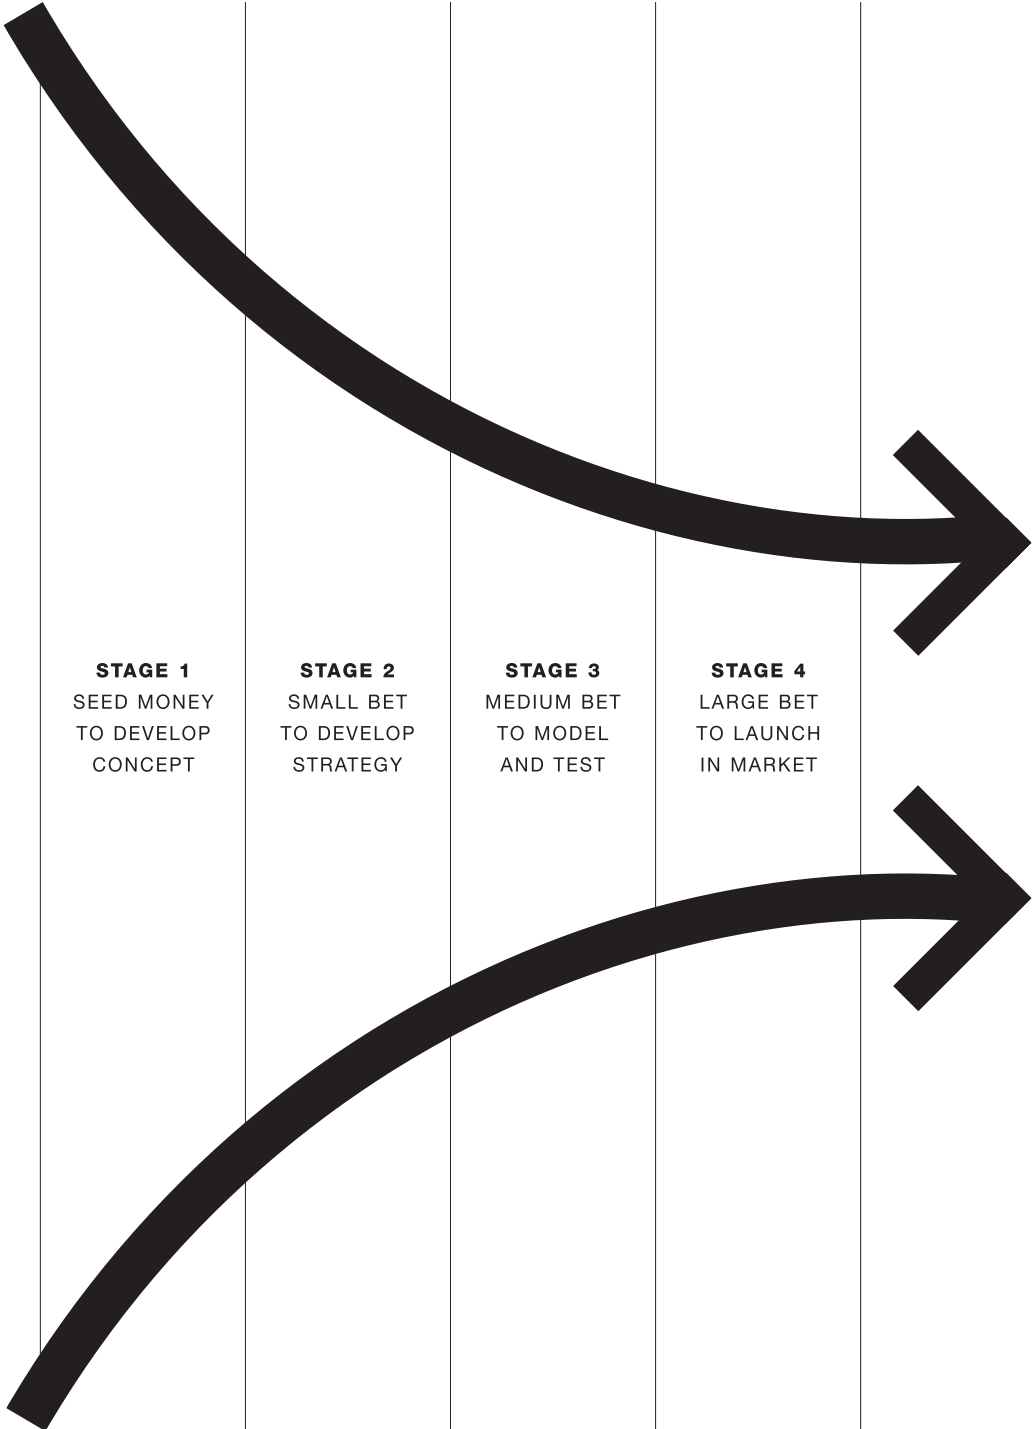 STAGE 1
SEED MONEY
TO DEVELOP
CONCEPT
STAGE 2
SMALL BET
TO DEVELOP
STRATEGY
STAGE 3
MEDIUM BET
TO MODEL
AND TEST
STAGE 4
LARGE BET
TO LAUNCH
IN MARKET